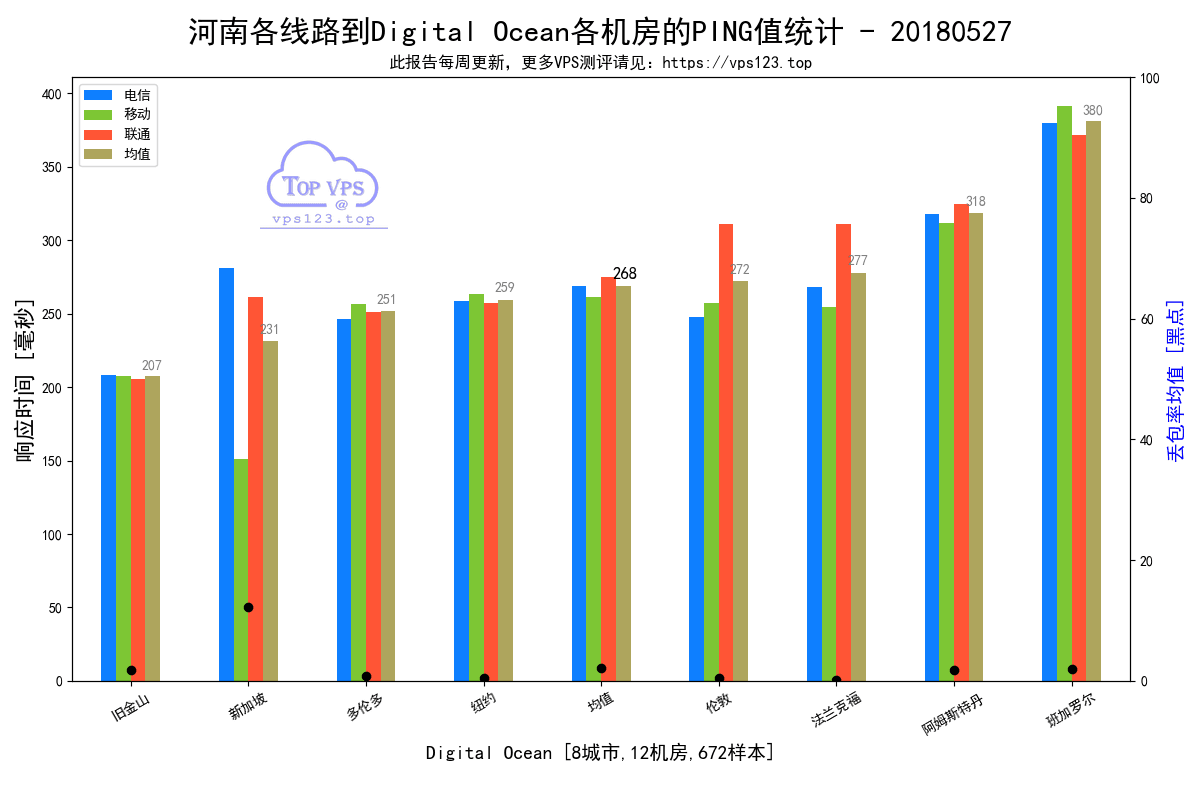 河南各线路到Digital Ocean各机房的PING值统计 - 20180527
此报告每周更新，更多VPS测评请见：https://vps123.top
电信
移动
联通
均值
TOP VPS
@
vps123.top
响应时间 [毫秒]
400
350
300
250
200
150
100
50
0
207
231
251
259
268
272
277
318
380
100
80
60
40
20
0
丢包率均值 [黑点]
旧金山
新加坡
多伦多
纽约
均值
伦敦
法兰克福
阿姆斯特丹
班加罗尔
Digital Ocean [8城市,12机房,672样本]